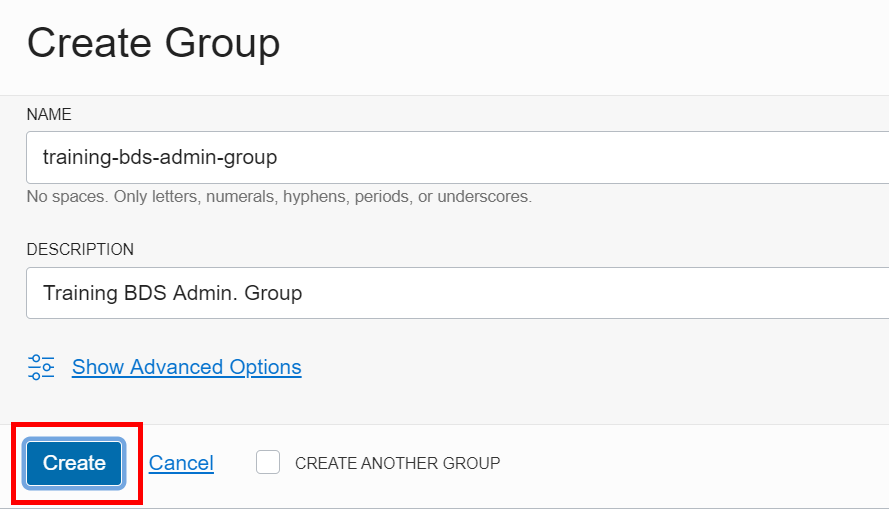 Create Group
NAME
training-bds-admin-group
No spaces. Only letters, numerals, hyphens, periods, or underscores.
DESCRIPTION
Training BDS Admin. Group
Show Advanced Options
Create Cancel CREATE ANOTHER GROUP